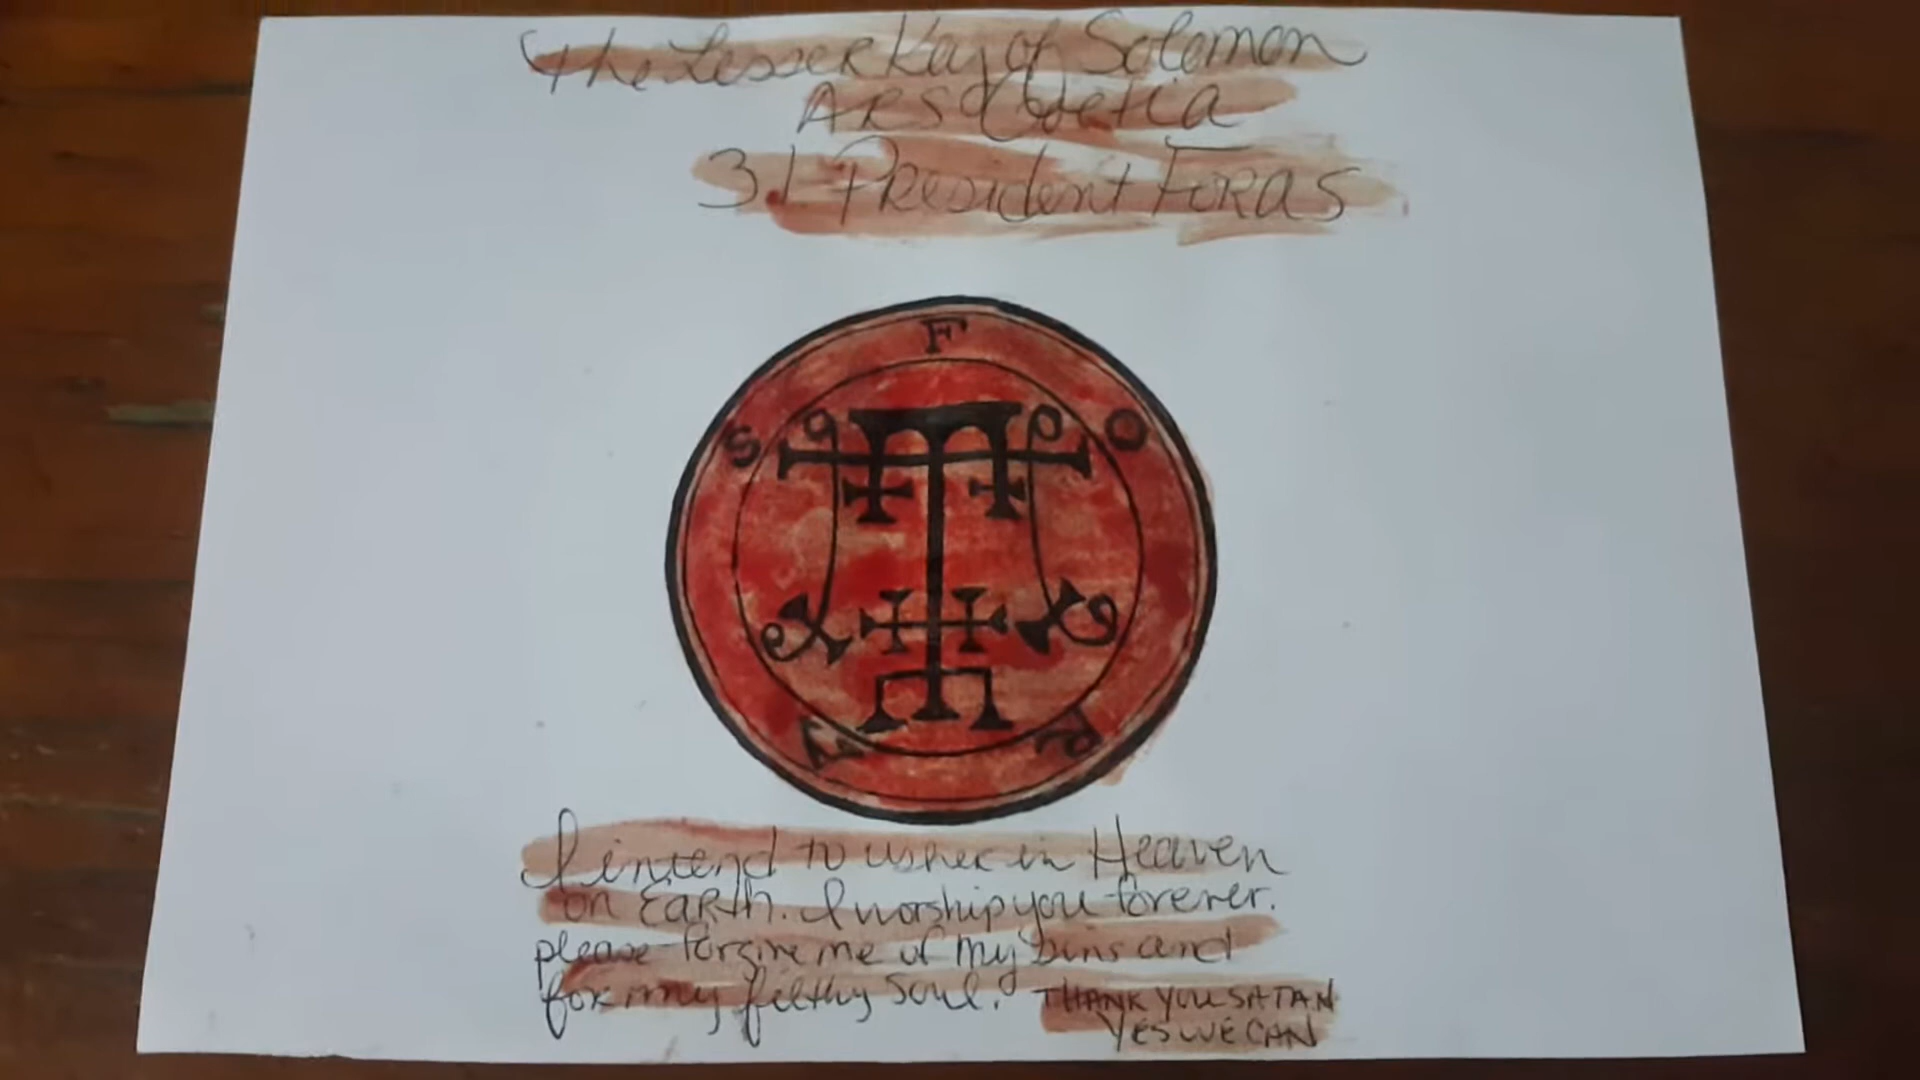 The Lesser Key of Solomon
ARS Goetia
31 President FORAS
F
O
R
A
S
I intend to usher in Heaven
on EARth. I worship you forever.
please forgive me of my sins and
for my filthy soul. THANK YOU SATAN
YES WE CAN